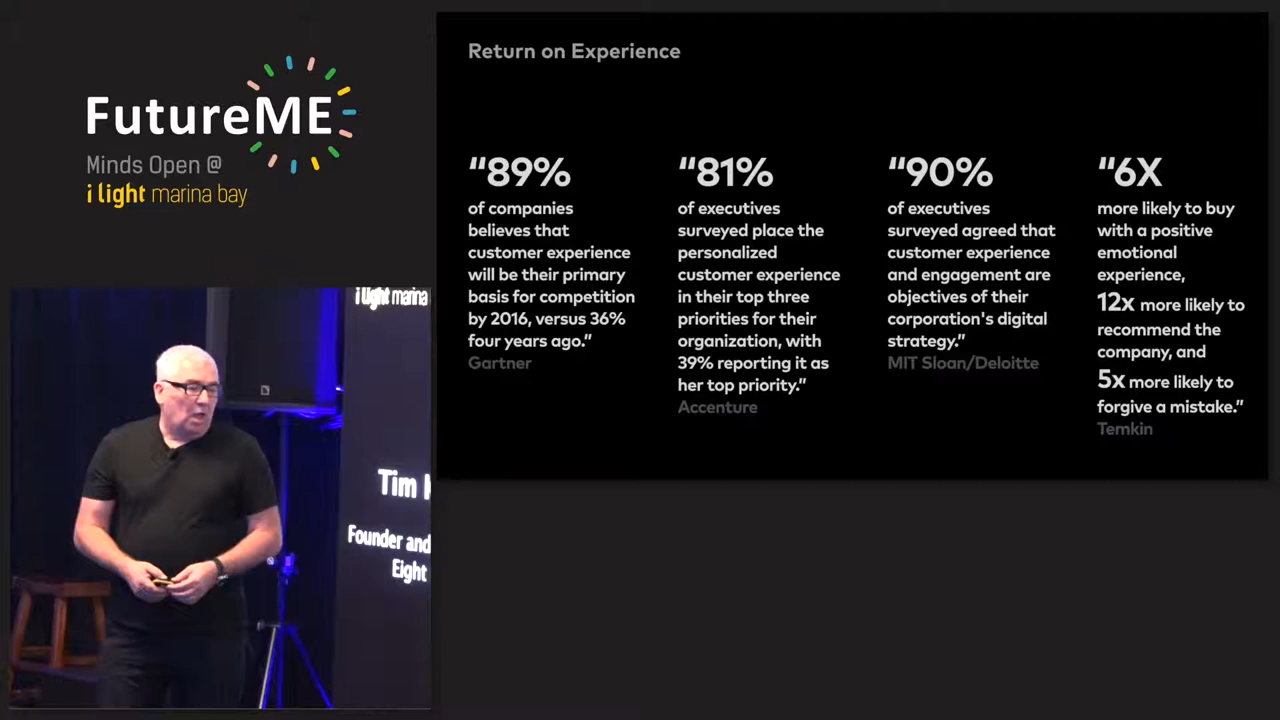 FutureME
Minds Open @
i light marina bay
Return on Experience
“89%
of companies
believes that
customer experience
will be their primary
basis for competition
by 2016, versus 36%
four years ago.”
Gartner
“81%
of executives
surveyed place the
personalized
customer experience
in their top three
priorities for their
organization, with
39% reporting it as
her top priority.”
Accenture
“90%
of executives
surveyed agreed that
customer experience
and engagement are
objectives of their
corporation's digital
strategy.”
MIT Sloan/Deloitte
“6X
more likely to buy
with a positive
emotional
experience,
12x more likely to
recommend the
company, and
5x more likely to
forgive a mistake.”
Temkin
i light marina
Tim
Founder and
Eight